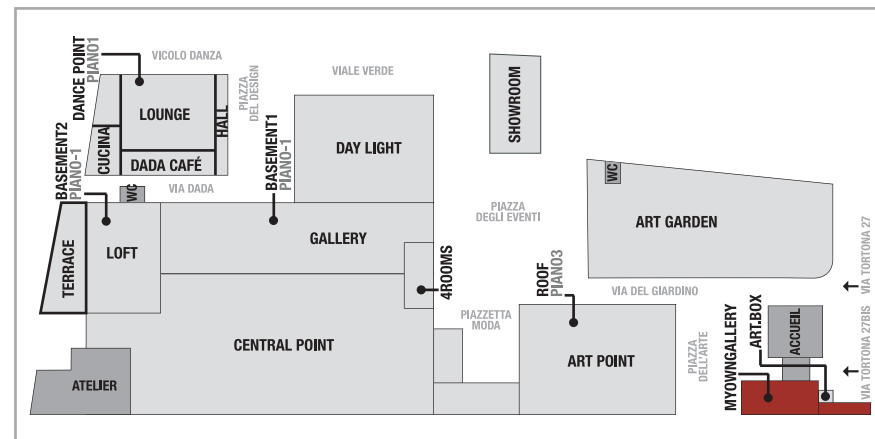 DANCE POINT
PIANO1
VICOLO DANZA
LOUNGE
HALL
PIAZZA
DEL DESIGN
CUCINA
DADA CAFÉ
VIALE VERDE
DAY LIGHT
SHOWROOM
BASEMENT2
PIANO-1
WC
VIA DADA
BASEMENT1
PIANO-1
PIAZZA
DEGLI EVENTI
WC
ART GARDEN
TERRACE
LOFT
GALLERY
4ROOMS
ROOF
PIANO3
VIA DEL GIARDINO
VIA TORTONA 27
CENTRAL POINT
PIAZZETTA
MODA
ART POINT
PIAZZA
DELL'ARTE
MYOWNGALLERY
ART.BOX
ACCUEIL
VIA TORTONA 27BIS
ATELIER